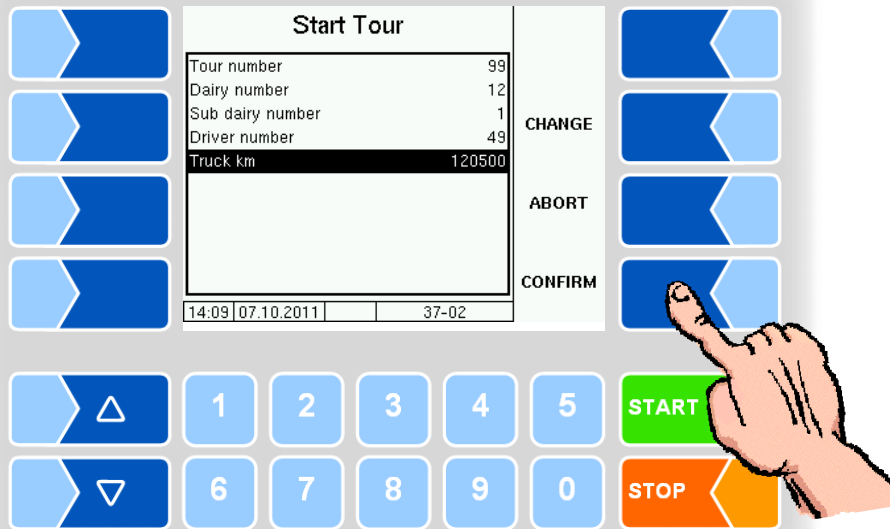 Start Tour
Tour number 99
Dairy number 12
Sub dairy number 1
Driver number 49
Truck km 120500
CHANGE
ABORT
CONFIRM
14:09 07.10.2011 37-02
1 2 3 4 5 START
6 7 8 9 0 STOP